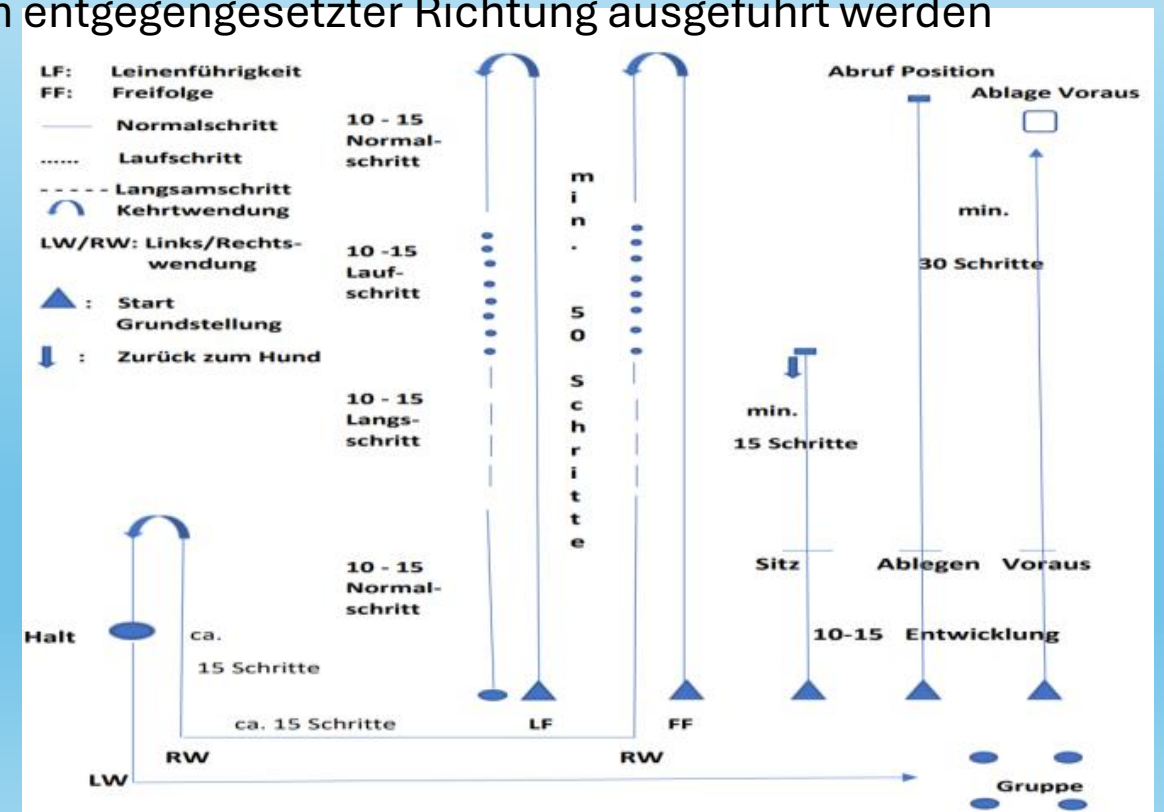 entgegengesetzter Richtung ausgeführt werden
LF: Leinenführigkeit
FF: Freifolge
Normalschritt
Laufschritt
Langsamschritt
Kehrtwendung
LW/RW: Links/Rechts-
wendung
: Start
Grundstellung
: Zurück zum Hund
10 - 15
Normal-
schritt
10 -15
Lauf-
schritt
10 - 15
Langs-
schritt
10 - 15
Normal-
schritt
min. 50 Schritte
Abruf Position
Ablage Voraus
min.
30 Schritte
min.
15 Schritte
Sitz
Ablegen
Voraus
10-15 Entwicklung
Halt
ca.
15 Schritte
ca. 15 Schritte
LF
FF
RW
RW
LW
Gruppe